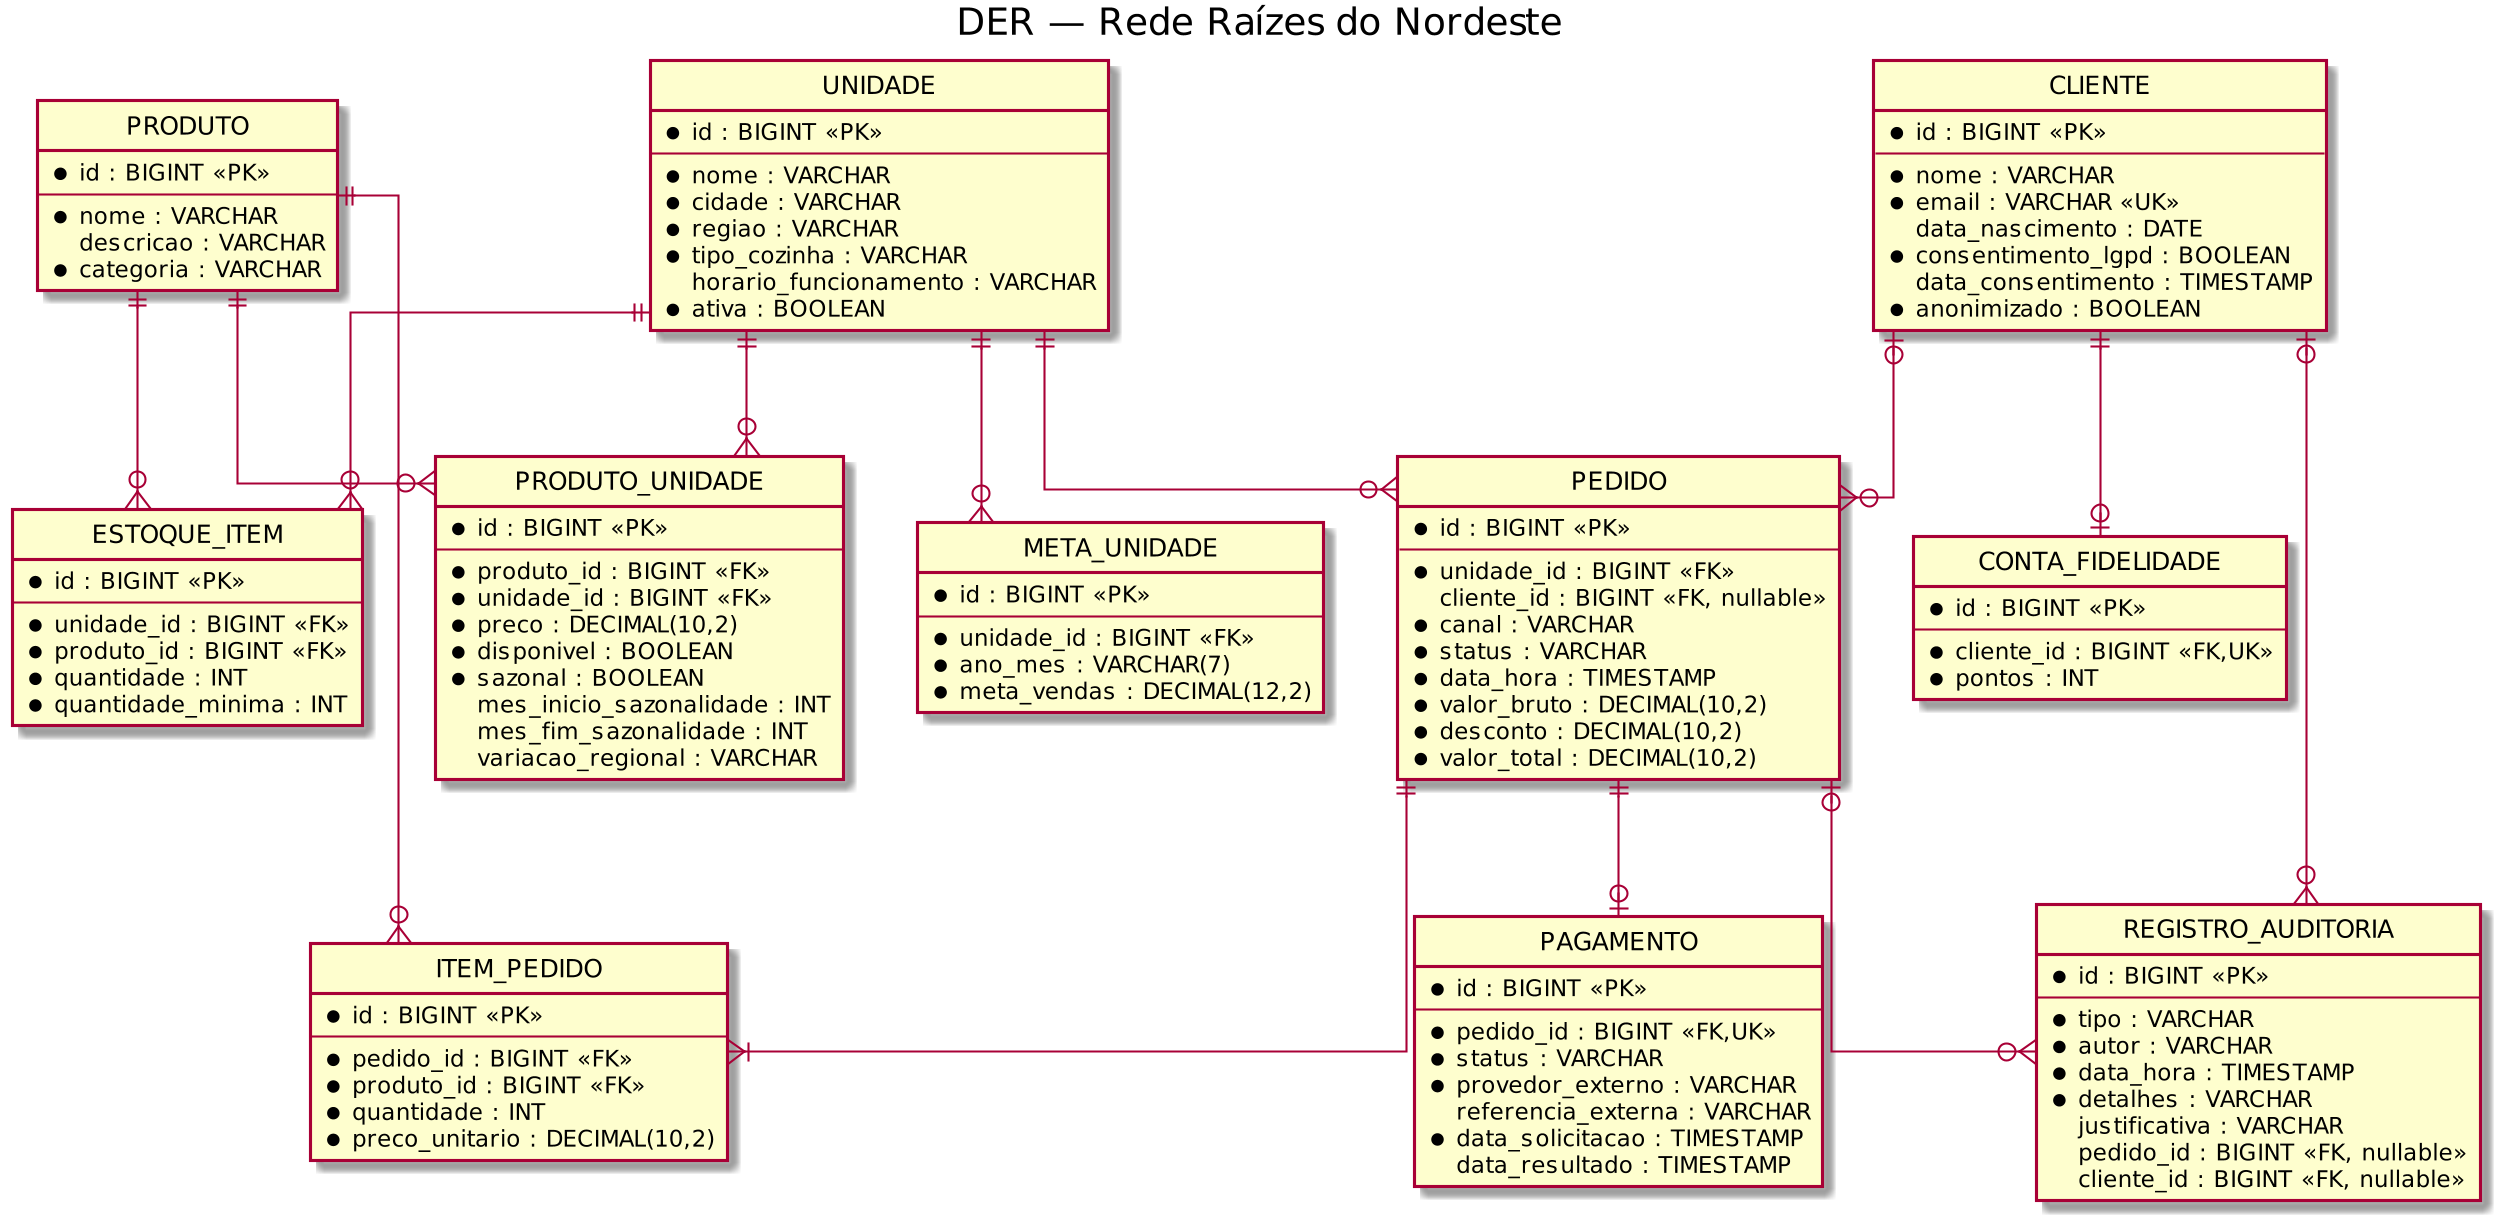 DER — Rede Raízes do Nordeste
PRODUTO
id : BIGINT «PK»
nome : VARCHAR
descricao : VARCHAR
categoria : VARCHAR
UNIDADE
id : BIGINT «PK»
nome : VARCHAR
cidade : VARCHAR
regiao : VARCHAR
tipo_cozinha : VARCHAR
horario_funcionamento : VARCHAR
ativa : BOOLEAN
CLIENTE
id : BIGINT «PK»
nome : VARCHAR
email : VARCHAR «UK»
data_nascimento : DATE
consentimento_lgpd : BOOLEAN
data_consentimento : TIMESTAMP
anonimizado : BOOLEAN
ESTOQUE_ITEM
id : BIGINT «PK»
unidade_id : BIGINT «FK»
produto_id : BIGINT «FK»
quantidade : INT
quantidade_minima : INT
PRODUTO_UNIDADE
id : BIGINT «PK»
produto_id : BIGINT «FK»
unidade_id : BIGINT «FK»
preco : DECIMAL(10,2)
disponivel : BOOLEAN
sazonal : BOOLEAN
mes_inicio_sazonalidade : INT
mes_fim_sazonalidade : INT
variacao_regional : VARCHAR
META_UNIDADE
id : BIGINT «PK»
unidade_id : BIGINT «FK»
ano_mes : VARCHAR(7)
meta_vendas : DECIMAL(12,2)
PEDIDO
id : BIGINT «PK»
unidade_id : BIGINT «FK»
cliente_id : BIGINT «FK, nullable»
canal : VARCHAR
status : VARCHAR
data_hora : TIMESTAMP
valor_bruto : DECIMAL(10,2)
desconto : DECIMAL(10,2)
valor_total : DECIMAL(10,2)
CONTA_FIDELIDADE
id : BIGINT «PK»
cliente_id : BIGINT «FK,UK»
pontos : INT
ITEM_PEDIDO
id : BIGINT «PK»
pedido_id : BIGINT «FK»
produto_id : BIGINT «FK»
quantidade : INT
preco_unitario : DECIMAL(10,2)
PAGAMENTO
id : BIGINT «PK»
pedido_id : BIGINT «FK,UK»
status : VARCHAR
provedor_externo : VARCHAR
referencia_externa : VARCHAR
data_solicitacao : TIMESTAMP
data_resultado : TIMESTAMP
REGISTRO_AUDITORIA
id : BIGINT «PK»
tipo : VARCHAR
autor : VARCHAR
data_hora : TIMESTAMP
detalhes : VARCHAR
justificativa : VARCHAR
pedido_id : BIGINT «FK, nullable»
cliente_id : BIGINT «FK, nullable»